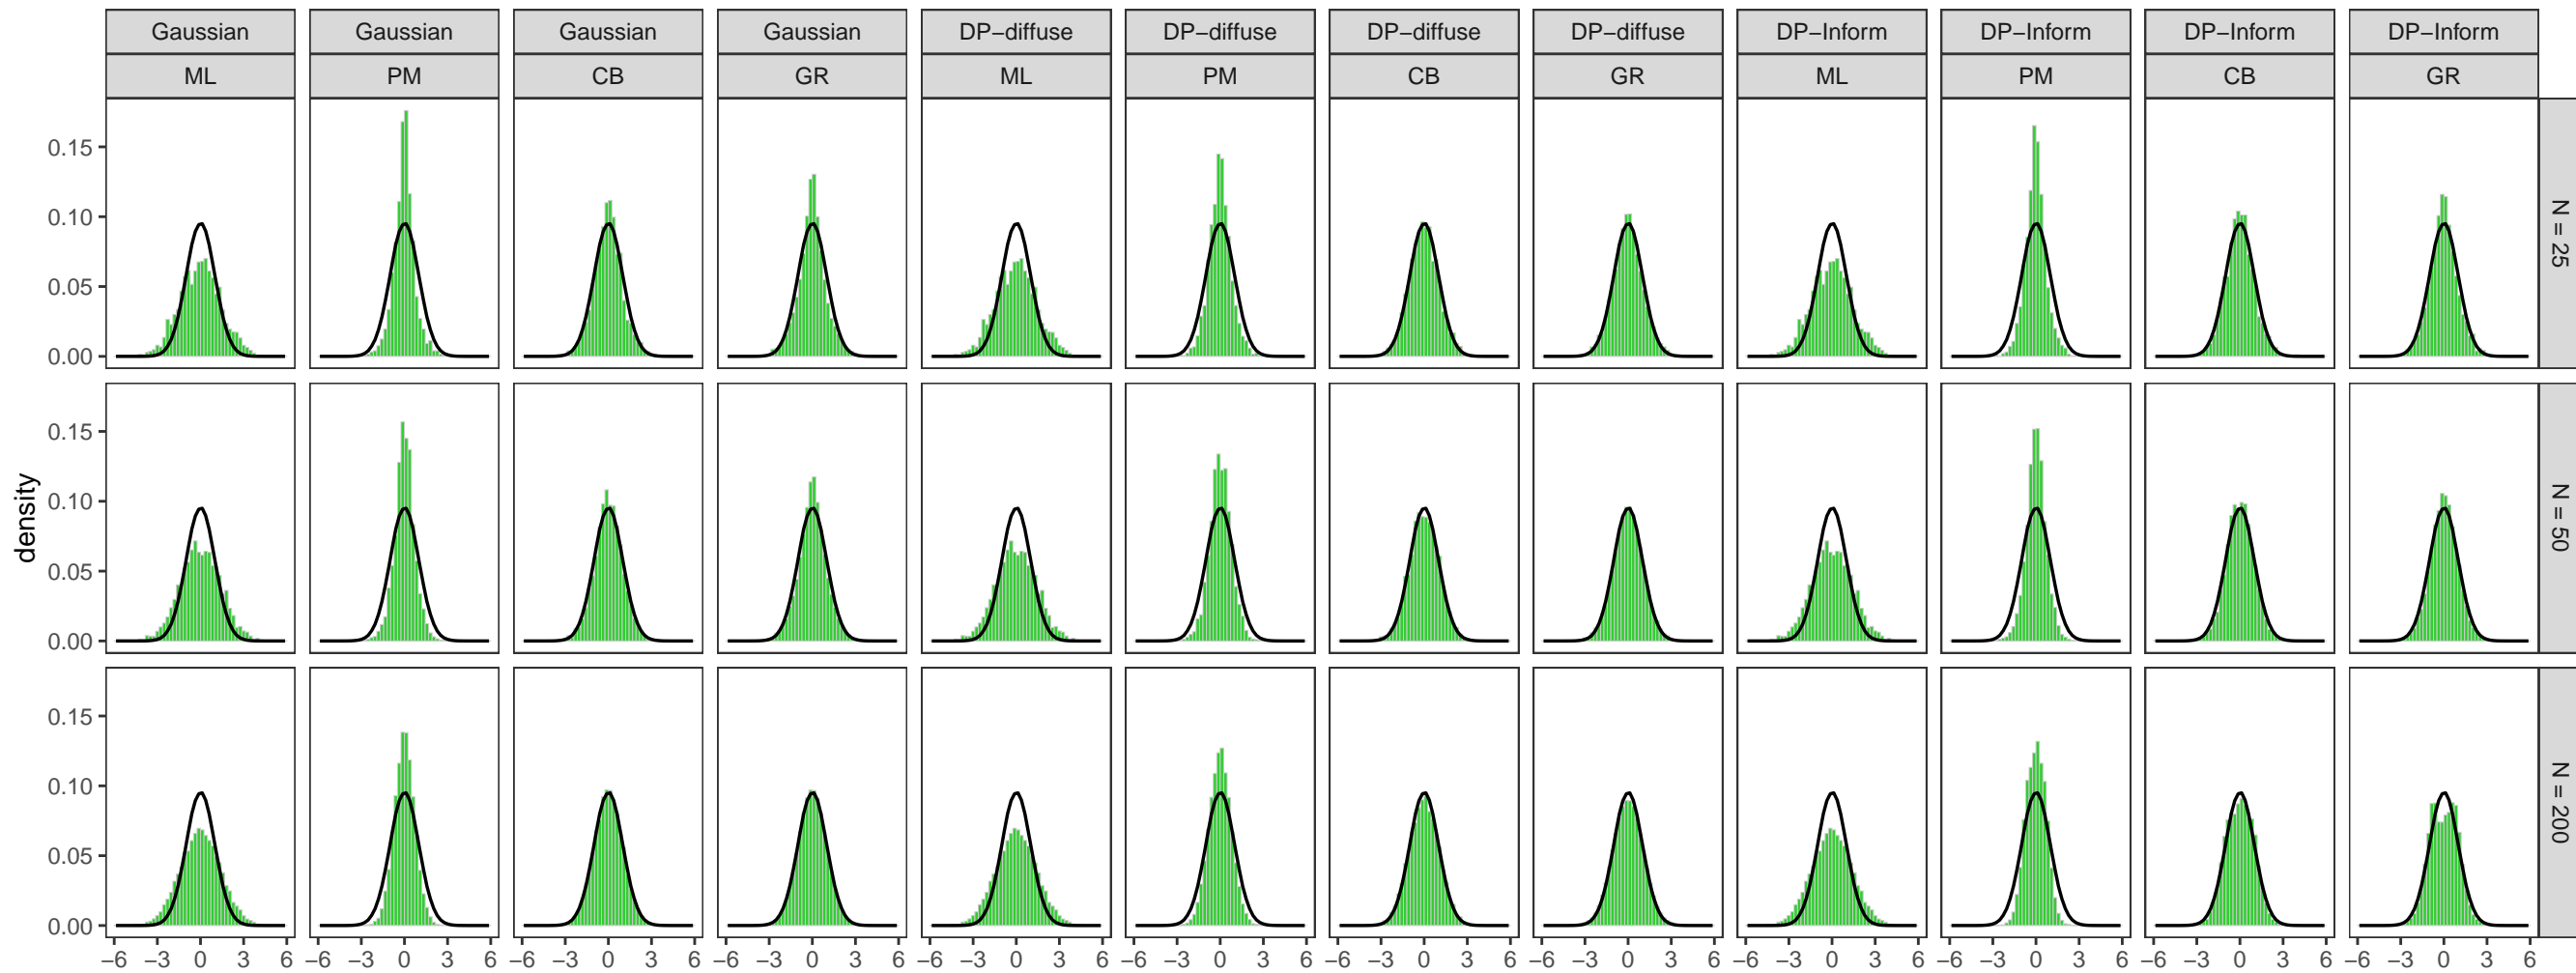 Gaussian Gaussian Gaussian Gaussian DP−diffuse DP−diffuse DP−diffuse DP−diffuse DP−Inform DP−Inform DP−Inform DP−Inform
ML PM CB GR ML PM CB GR ML PM CB GR
0.15
0.10
0.05
0.00
N = 25
density
0.15
0.10
0.05
0.00
N = 50
0.15
0.10
0.05
0.00
N = 200
−6 −3 0 3 6 −6 −3 0 3 6 −6 −3 0 3 6 −6 −3 0 3 6 −6 −3 0 3 6 −6 −3 0 3 6 −6 −3 0 3 6 −6 −3 0 3 6 −6 −3 0 3 6 −6 −3 0 3 6 −6 −3 0 3 6 −6 −3 0 3 6